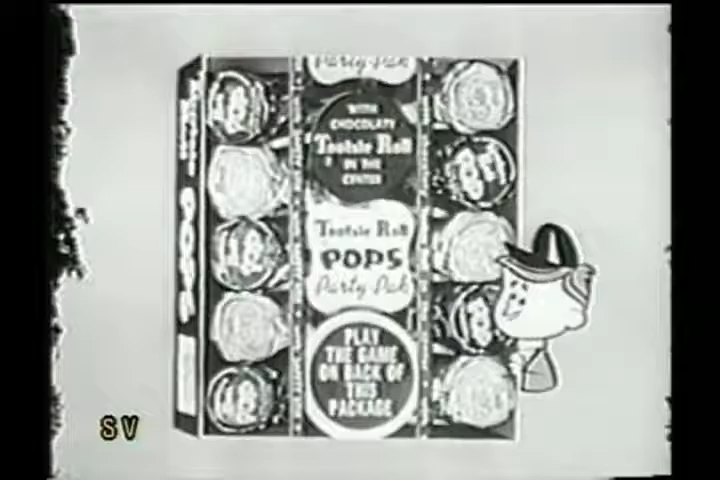 Party Pak
WITH
CHOCOLATY
Tootsie Roll
IN THE
CENTER
Tootsie Roll
POPS
Party Pak
PLAY
THE GAME
ON BACK OF
THIS
PACKAGE
POPS
SV